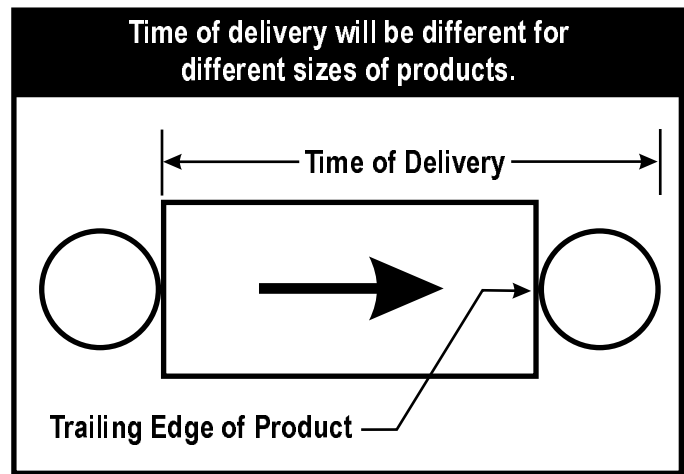 Time of delivery will be different for
different sizes of products.
Time of Delivery
Trailing Edge of Product